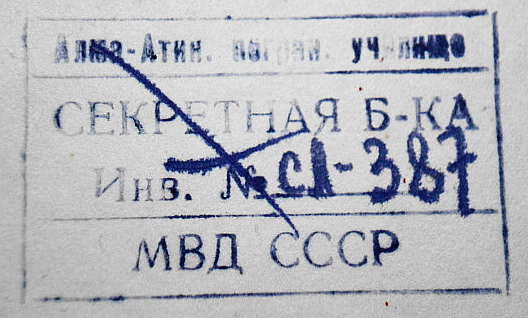 Алма-Атин. погран. училище
СЕКРЕТНАЯ Б-КА
Инв. № сл-387
МВД СССР